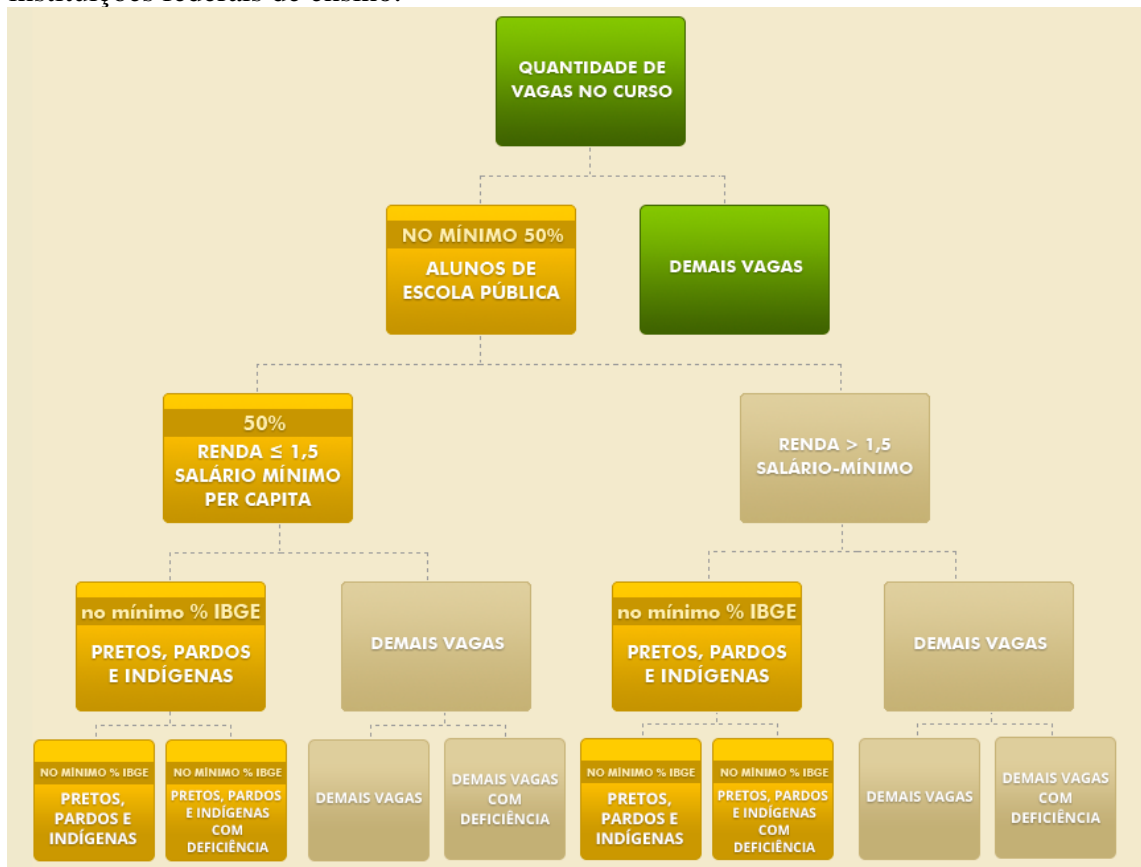 instituições federais de ensino.
QUANTIDADE DE
VAGAS NO CURSO
NO MÍNIMO 50%
ALUNOS DE
ESCOLA PÚBLICA
DEMAIS VAGAS
50%
RENDA ≤ 1,5
SALÁRIO MÍNIMO
PER CAPITA
RENDA > 1,5
SALÁRIO-MÍNIMO
no mínimo % IBGE
PRETOS, PARDOS
E INDÍGENAS
DEMAIS VAGAS
no mínimo % IBGE
PRETOS, PARDOS
E INDÍGENAS
DEMAIS VAGAS
NO MÍNIMO % IBGE
PRETOS,
PARDOS E
INDÍGENAS
NO MÍNIMO % IBGE
PRETOS, PARDOS
E INDÍGENAS
COM
DEFICIÊNCIA
DEMAIS VAGAS
DEMAIS VAGAS
COM
DEFICIÊNCIA
NO MÍNIMO % IBGE
PRETOS,
PARDOS E
INDÍGENAS
NO MÍNIMO % IBGE
PRETOS, PARDOS
E INDÍGENAS
COM
DEFICIÊNCIA
DEMAIS VAGAS
DEMAIS VAGAS
COM
DEFICIÊNCIA